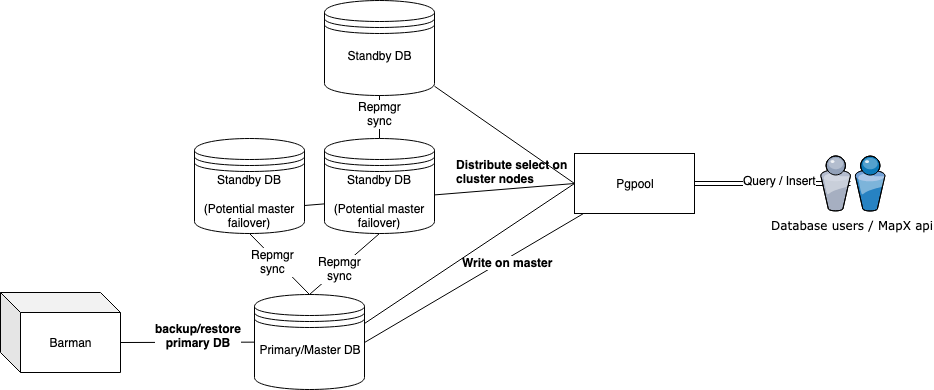 Standby DB
Repmgr
sync
Standby DB
(Potential master
failover)
Standby DB
(Potential master
failover)
Distribute select on
cluster nodes
Pgpool
Query / Insert
Database users / MapX api
Repmgr
sync
Repmgr
sync
Write on master
Barman
backup/restore
primary DB
Primary/Master DB